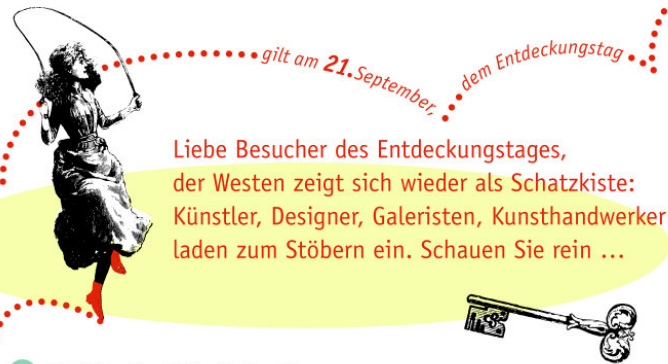 gilt am 21. September, dem Entdeckungstag
Liebe Besucher des Entdeckungstages,
der Westen zeigt sich wieder als Schatzkiste:
Künstler, Designer, Galeristen, Kunsthandwerker
laden zum Stöbern ein. Schauen Sie rein ...